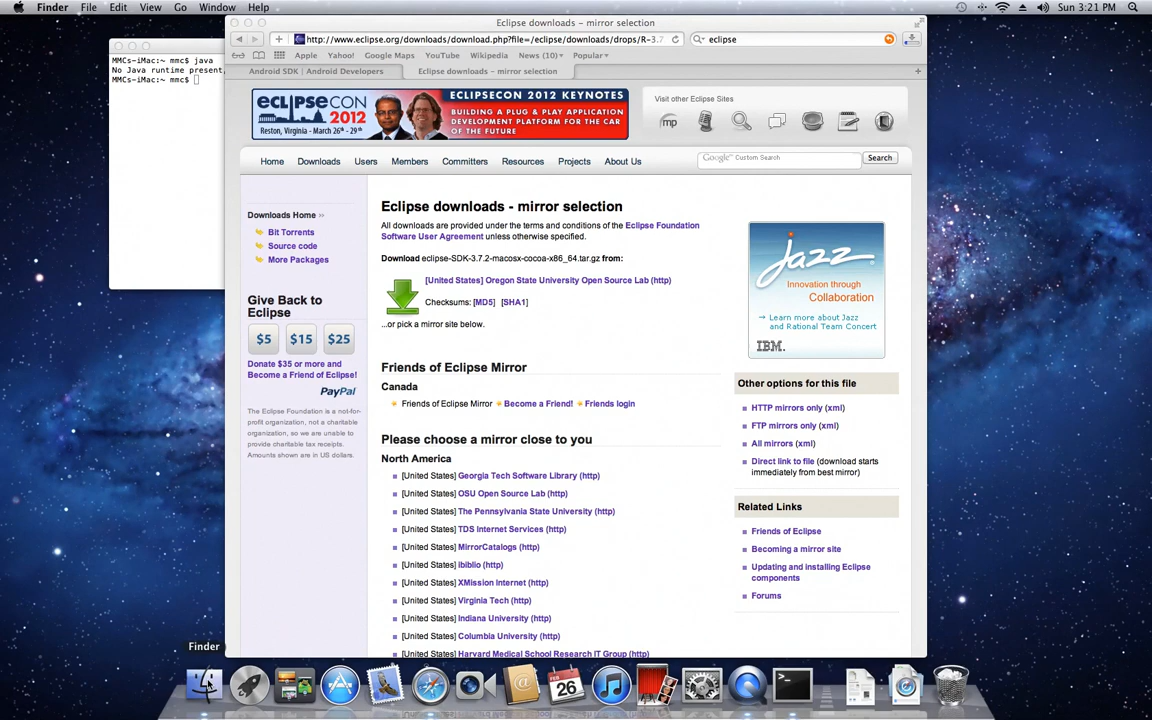 Finder File Edit View Go Window Help Sun 3:21 PM
Eclipse downloads - mirror selection
http://www.eclipse.org/downloads/download.php?file=/eclipse/downloads/drops/R-3.7 eclipse
Apple Yahoo! Google Maps YouTube Wikipedia News (10) Popular
Android SDK | Android Developers Eclipse downloads - mirror selection
MMCs-iMac:~ mmc$ java
No Java runtime present,
MMCs-iMac:~ mmc$
ECLIPSECON 2012
Reston, Virginia - March 26th - 29th
ECLIPSECON 2012 KEYNOTES
BUILDING A PLUG & PLAY APPLICATION
DEVELOPMENT PLATFORM FOR THE CAR
OF THE FUTURE
Visit other Eclipse Sites
mp
Home Downloads Users Members Committers Resources Projects About Us
Google™ Custom Search Search
Downloads Home »
Bit Torrents
Source code
More Packages
Give Back to
Eclipse
$5 $15 $25
Donate $35 or more and
Become a Friend of Eclipse!
PayPal
The Eclipse Foundation is a not-for-
profit organization, not a charitable
organization, so we are unable to
provide charitable tax receipts.
Amounts shown are in US dollars.
Eclipse downloads - mirror selection
All downloads are provided under the terms and conditions of the Eclipse Foundation
Software User Agreement unless otherwise specified.
Download eclipse-SDK-3.7.2-macosx-cocoa-x86_64.tar.gz from:
[United States] Oregon State University Open Source Lab (http)
Checksums: [MD5] [SHA1]
...or pick a mirror site below.
Friends of Eclipse Mirror
Canada
Friends of Eclipse Mirror Become a Friend! Friends login
Please choose a mirror close to you
North America
[United States] Georgia Tech Software Library (http)
[United States] OSU Open Source Lab (http)
[United States] The Pennsylvania State University (http)
[United States] TDS Internet Services (http)
[United States] MirrorCatalogs (http)
[United States] ibiblio (http)
[United States] XMission Internet (http)
[United States] Virginia Tech (http)
[United States] Indiana University (http)
[United States] Columbia University (http)
[United States] Harvard Medical School Research IT Group (http)
Jazz
Innovation through
Collaboration
→ Learn more about Jazz
and Rational Team Concert
IBM.
Other options for this file
HTTP mirrors only (xml)
FTP mirrors only (xml)
All mirrors (xml)
Direct link to file (download starts
immediately from best mirror)
Related Links
Friends of Eclipse
Becoming a mirror site
Updating and installing Eclipse
components
Forums
Finder
FEB
26